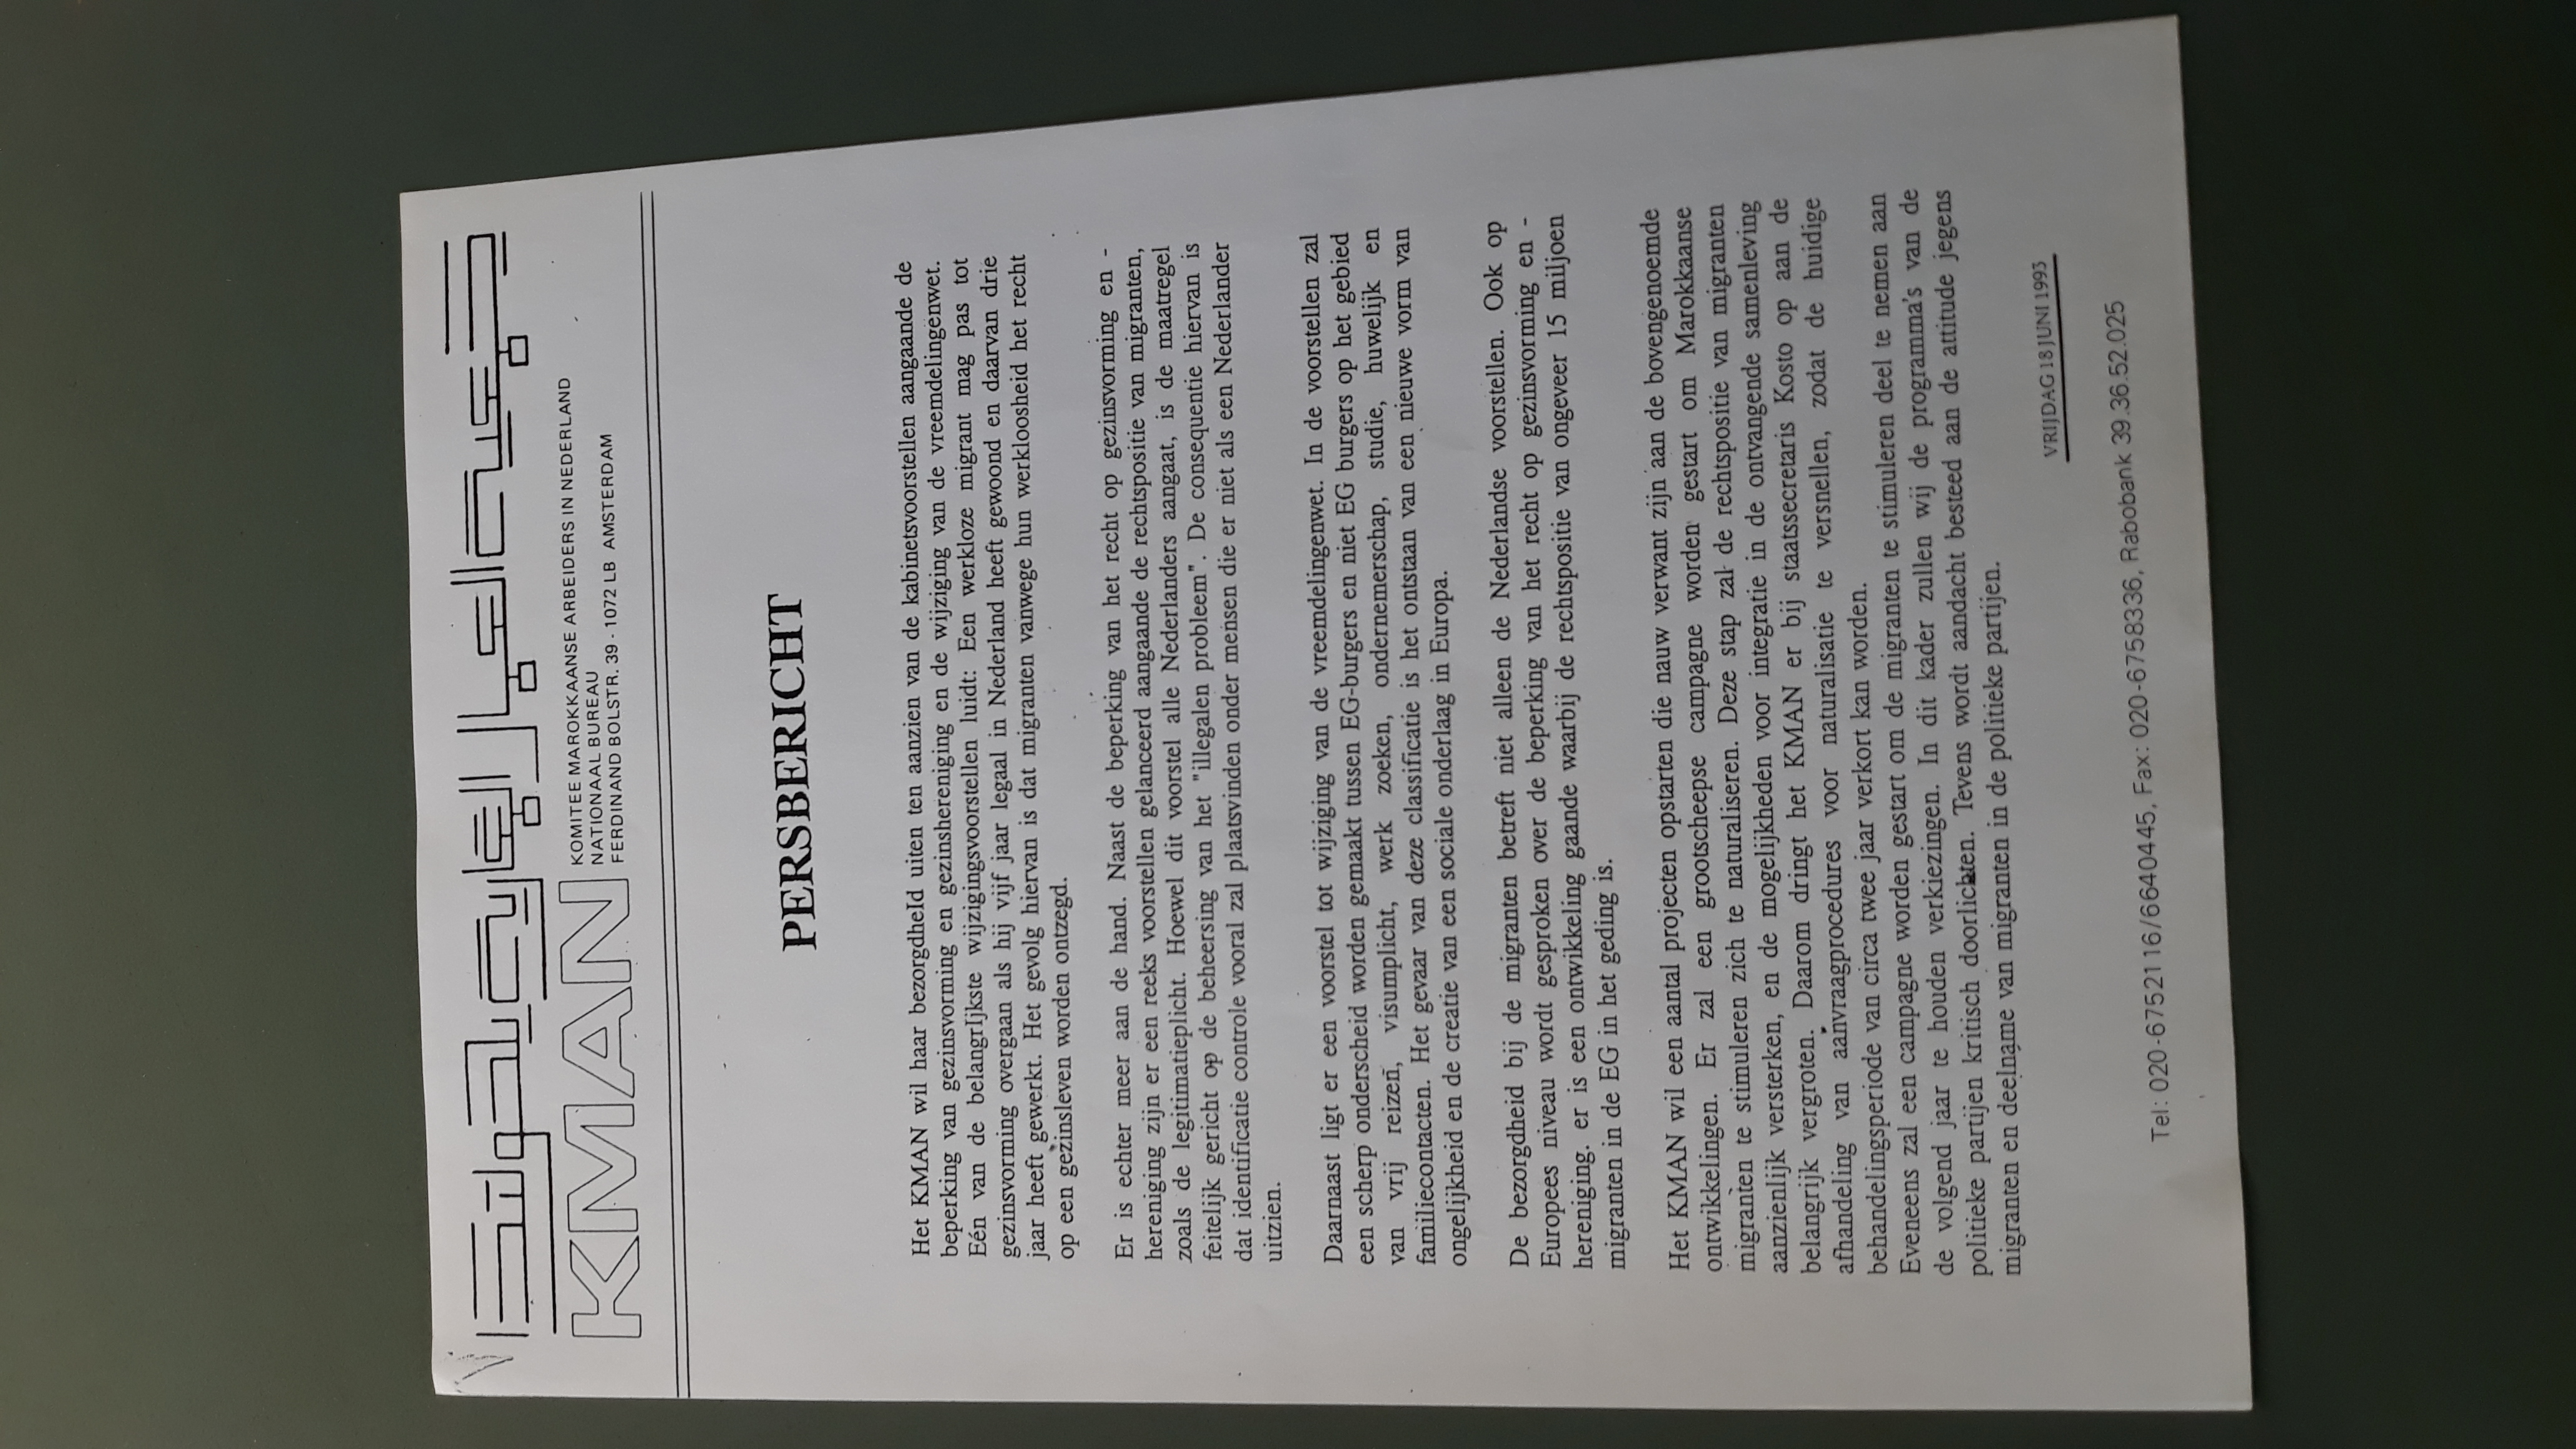 جمعية العمال المغاربة بهولندا
KMAN
KOMITEE MAROKKAANSE ARBEIDERS IN NEDERLAND
NATIONAAL BUREAU
FERDINAND BOLSTR. 39 - 1072 LB AMSTERDAM
PERSBERICHT
Het KMAN wil haar bezorgdheId uiten ten aanzien van de kabinetsvoorstellen aangaande de
beperking van gezinsvorming en gezinshereniging en de wijziging van de vreemdelingenwet.
Eén van de belangrIjkste wijzigingsvoorstellen luidt: Een werkloze migrant mag pas tot
gezinsvorming overgaan als hij vijf jaar legaal in Nederland heeft gewoond en daarvan drie
jaar heeft gewerkt. Het gevolg hiervan is dat migranten vanwege hun werkloosheid het recht
op een gezinsleven worden ontzegd.
Er is echter meer aan de hand. Naast de beperking van het recht op gezinsvorming en -
hereniging zijn er een reeks voorstellen gelanceerd aangaande de rechtspositie van migranten,
zoals de legitimatieplicht. Hoewel dit voorstel alle Nederlanders aangaat, is de maatregel
feitelijk gericht op de beheersing van het "illegalen probleem". De consequentie hiervan is
dat identificatie controle vooral zal plaatsvinden onder mensen die er niet als een Nederlander
uitzien.
Daarnaast ligt er een voorstel tot wijziging van de vreemdelingenwet. In de voorstellen zal
een scherp onderscheid worden gemaakt tussen EG-burgers en niet EG burgers op het gebied
van vrij reizen, visumplicht, werk zoeken, ondernemerschap, studie, huwelijk en
familiecontacten. Het gevaar van deze classificatie is het ontstaan van een nieuwe vorm van
ongelijkheid en de creatie van een sociale onderlaag in Europa.
De bezorgdheid bij de migranten betreft niet alleen de Nederlandse voorstellen. Ook op
Europees niveau wordt gesproken over de beperking van het recht op gezinsvorming en -
hereniging. er is een ontwikkeling gaande waarbij de rechtspositie van ongeveer 15 miljoen
migranten in de EG in het geding is.
Het KMAN wil een aantal projecten opstarten die nauw verwant zijn aan de bovengenoemde
ontwikkelingen. Er zal een grootscheepse campagne worden gestart om Marokkaanse
migranten te stimuleren zich te naturaliseren. Deze stap zal de rechtspositie van migranten
aanzienlijk versterken, en de mogelijkheden voor integratie in de ontvangende samenleving
belangrijk vergroten. Daarom dringt het KMAN er bij staatssecretaris Kosto op aan de
afhandeling van aanvraagprocedures voor naturalisatie te versnellen, zodat de huidige
behandelingsperiode van circa twee jaar verkort kan worden.
Eveneens zal een campagne worden gestart om de migranten te stimuleren deel te nemen aan
de volgend jaar te houden verkiezingen. In dit kader zullen wij de programma's van de
politieke partijen kritisch doorlichten. Tevens wordt aandacht besteed aan de attitude jegens
migranten en deelname van migranten in de politieke partijen.
VRIJDAG 18 JUNI 1993
Tel: 020-6752116/6640445, Fax: 020-6758336, Rabobank 39.36.52.025